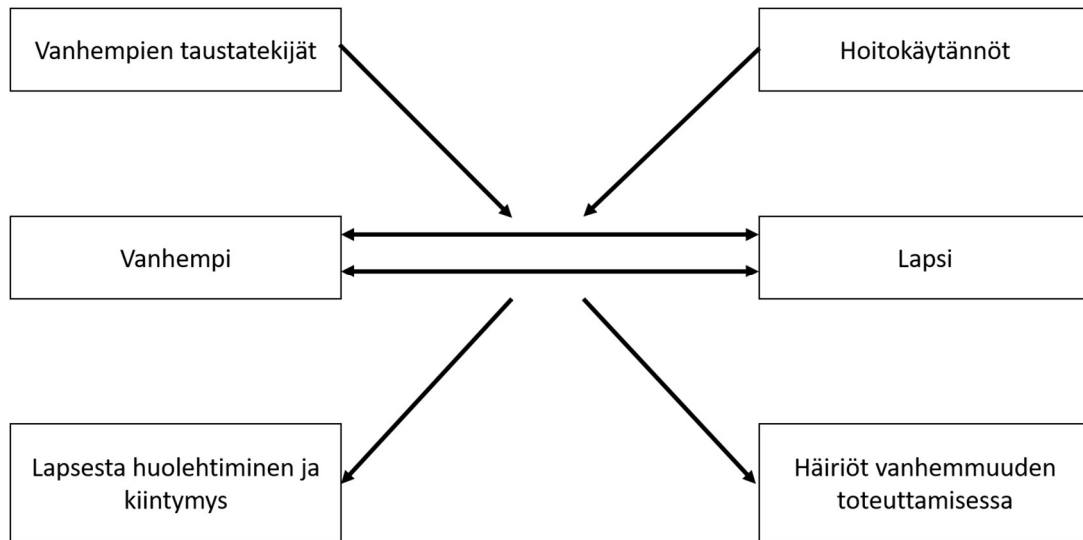 Vanhempien taustatekijät
Hoitokäytännöt
Vanhempi
Lapsi
Lapsesta huolehtiminen ja
kiintymys
Häiriöt vanhemmuuden
toteuttamisessa